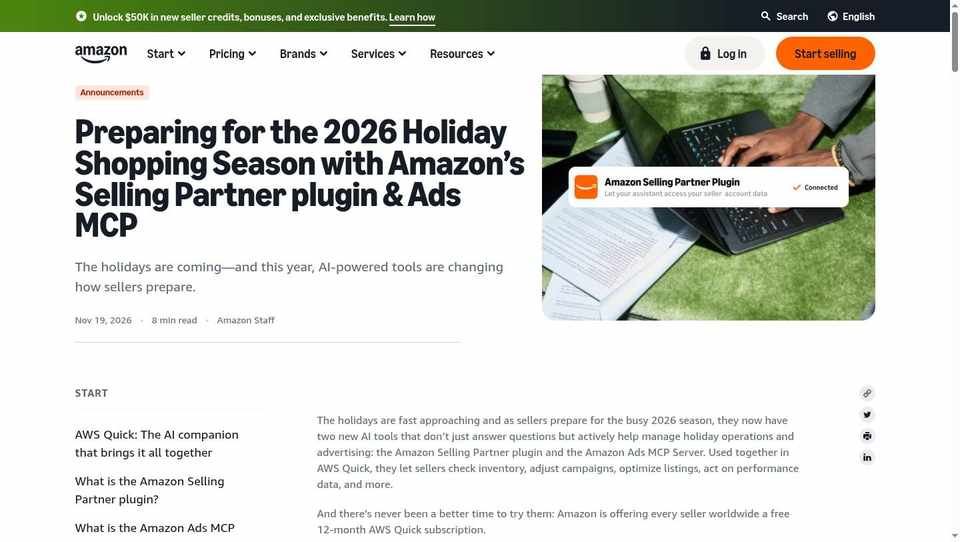 Unlock $50K in new seller credits, bonuses, and exclusive benefits. Learn how
Search
English
amazon
Start
Pricing
Brands
Services
Resources
Log in
Start selling
Announcements
Preparing for the 2026 Holiday
Shopping Season with Amazon’s
Selling Partner plugin & Ads
MCP
The holidays are coming—and this year, AI-powered tools are changing
how sellers prepare.
Nov 19, 2026 · 8 min read · Amazon Staff
Amazon Selling Partner Plugin
Let your assistant access your seller account data
Connected
START
AWS Quick: The AI companion
that brings it all together
What is the Amazon Selling
Partner plugin?
What is the Amazon Ads MCP
The holidays are fast approaching and as sellers prepare for the busy 2026 season, they now have
two new AI tools that don’t just answer questions but actively help manage holiday operations and
advertising: the Amazon Selling Partner plugin and the Amazon Ads MCP Server. Used together in
AWS Quick, they let sellers check inventory, adjust campaigns, optimize listings, act on performance
data, and more.
And there’s never been a better time to try them: Amazon is offering every seller worldwide a free
12-month AWS Quick subscription.